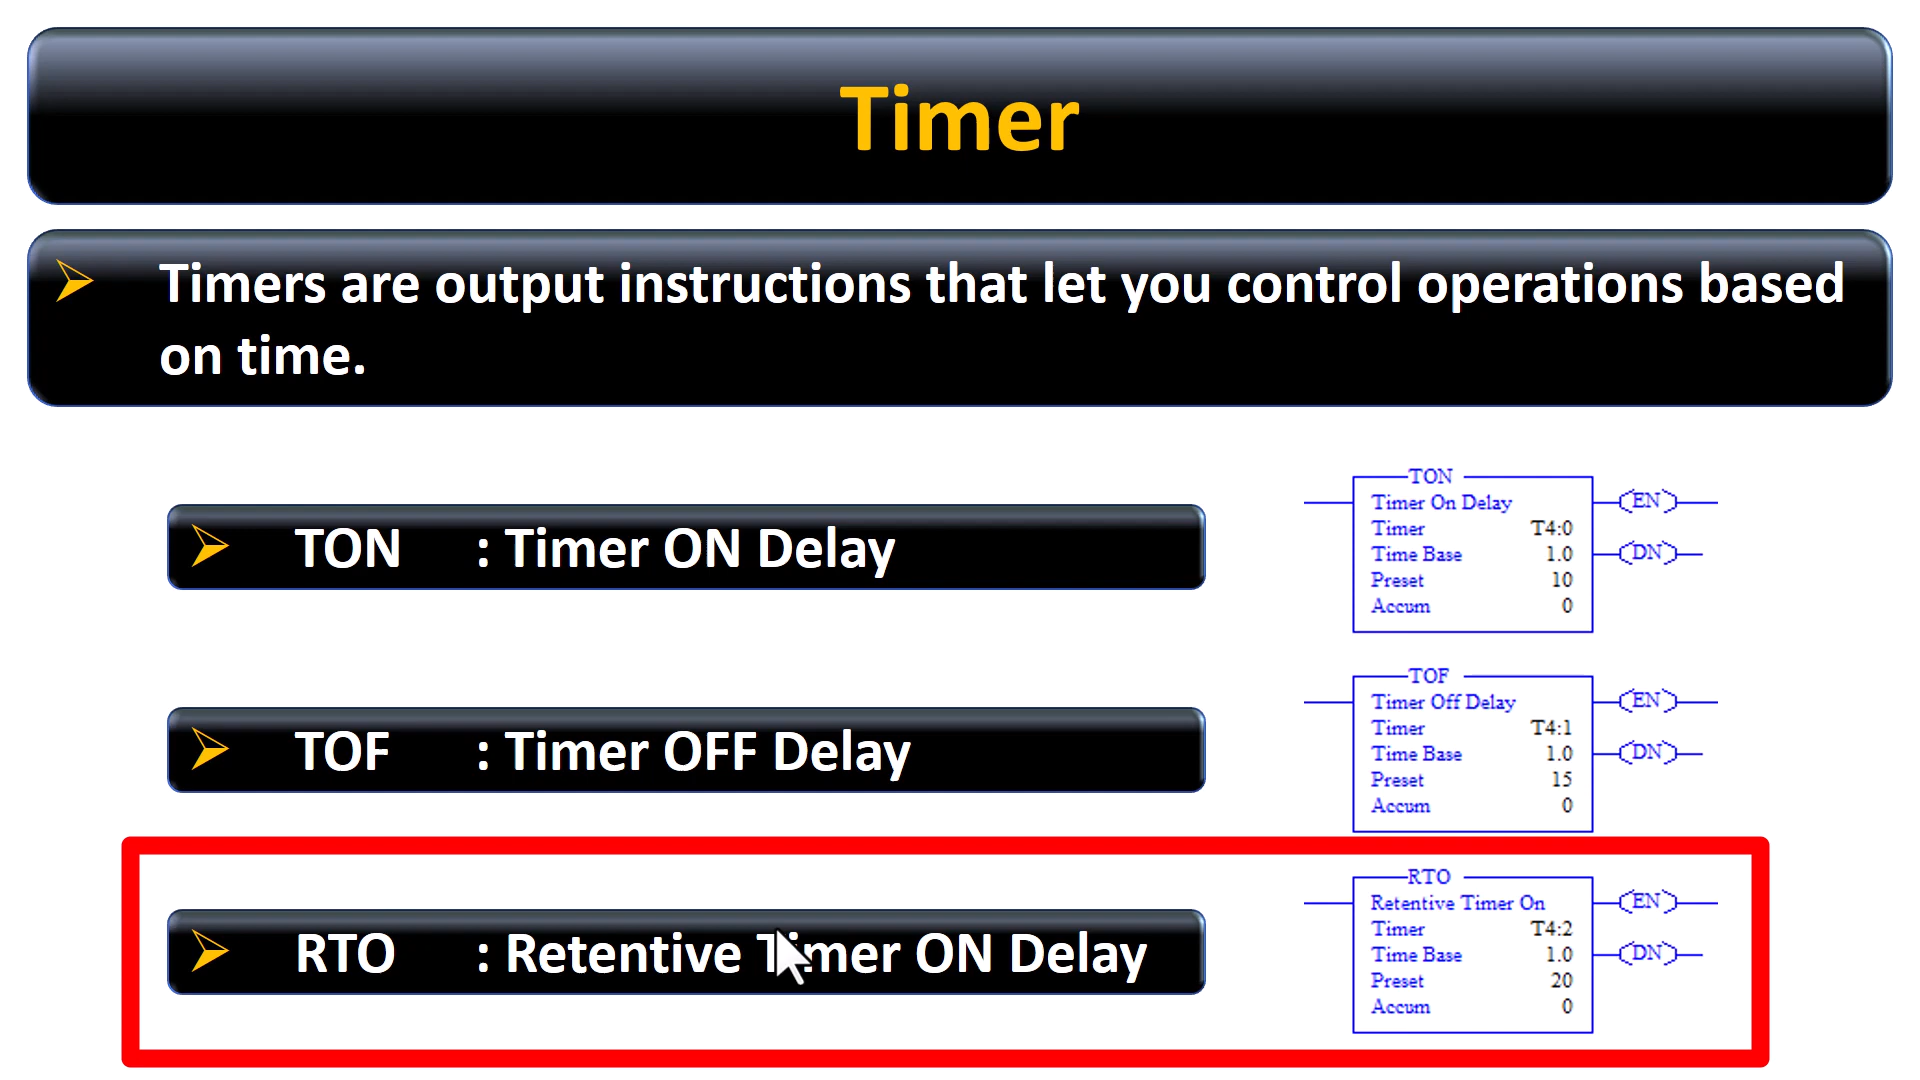 Timer
Timers are output instructions that let you control operations based
on time.
TON : Timer ON Delay
TON
Timer On Delay
Timer T4:0
Time Base 1.0
Preset 10
Accum 0
EN
DN
TOF : Timer OFF Delay
TOF
Timer Off Delay
Timer T4:1
Time Base 1.0
Preset 15
Accum 0
EN
DN
RTO : Retentive Timer ON Delay
RTO
Retentive Timer On
Timer T4:2
Time Base 1.0
Preset 20
Accum 0
EN
DN